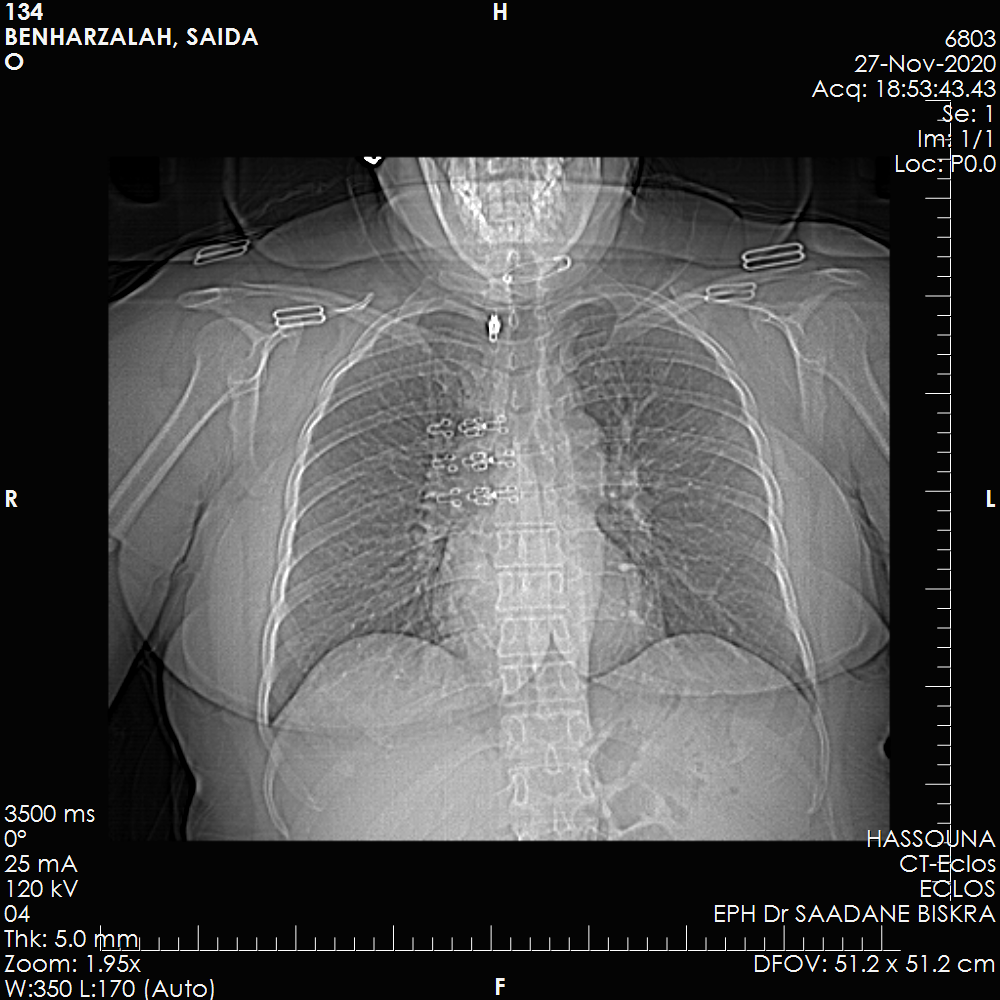 134
BENHARZALAH, SAIDA
O
H
6803
27-Nov-2020
Acq: 18:53:43.43
Se: 1
Im: 1/1
Loc: P0.0
R
L
3500 ms
0°
25 mA
120 kV
04
Thk: 5.0 mm
Zoom: 1.95x
W:350 L:170 (Auto)
F
HASSOUNA
CT-Eclos
ECLOS
EPH Dr SAADANE BISKRA
DFOV: 51.2 x 51.2 cm